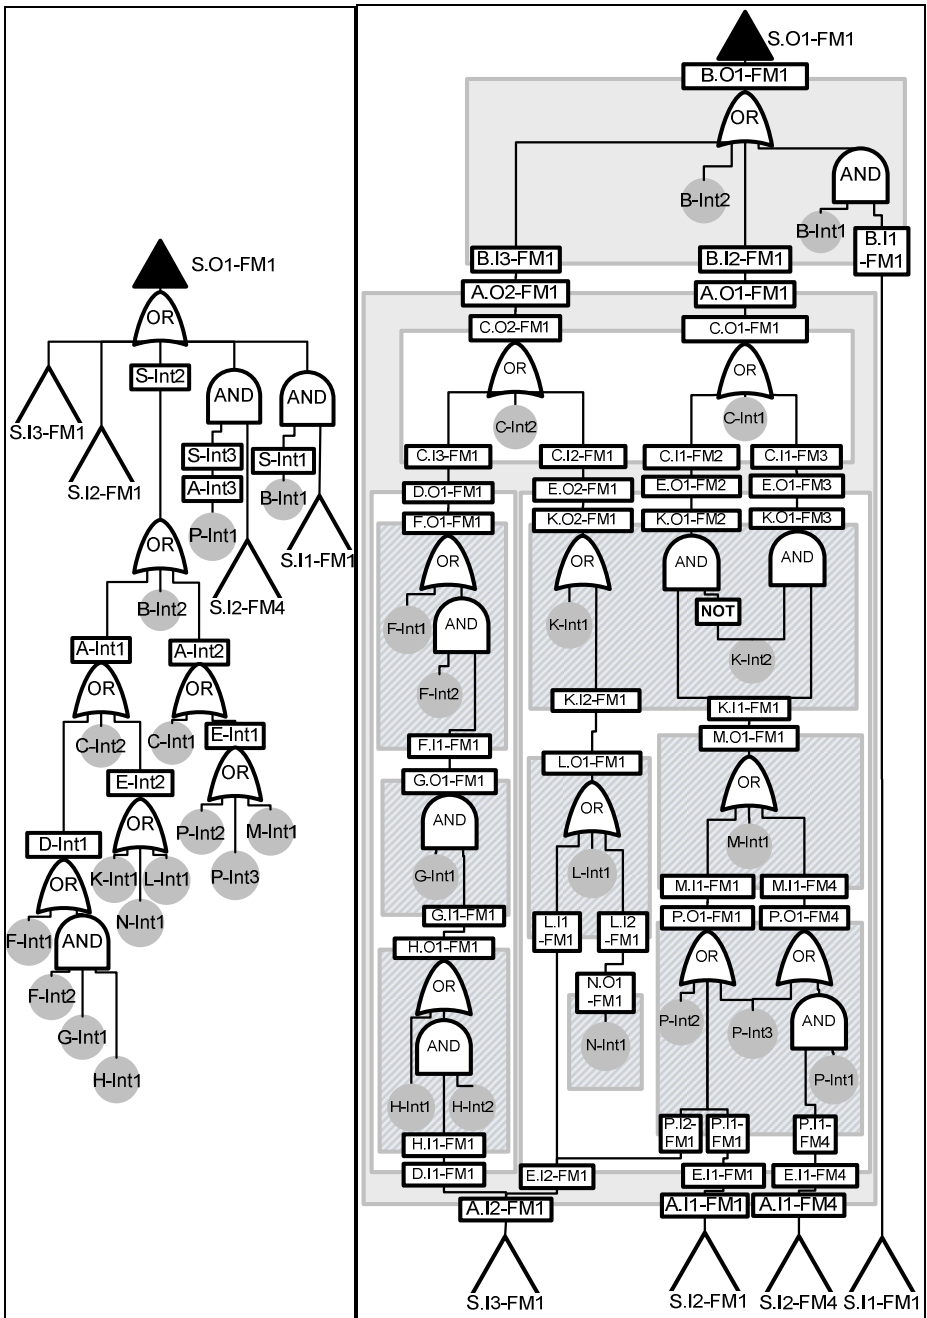 S.O1-FM1
OR
S.I3-FM1
S.I2-FM1
S-Int2
AND
AND
S-Int3
A-Int3
P-Int1
S-Int1
B-Int1
S.I2-FM4
S.I1-FM1
OR
B-Int2
A-Int1
A-Int2
OR
OR
C-Int2
C-Int1
E-Int1
E-Int2
OR
OR
P-Int2
P-Int3
M-Int1
D-Int1
K-Int1
L-Int1
N-Int1
OR
F-Int1
AND
F-Int2
G-Int1
H-Int1
S.O1-FM1
B.O1-FM1
OR
B-Int2
AND
B-Int1
B.I1
-FM1
B.I3-FM1
B.I2-FM1
A.O2-FM1
A.O1-FM1
C.O2-FM1
C.O1-FM1
OR
OR
C-Int2
C-Int1
C.I3-FM1
C.I2-FM1
C.I1-FM2
C.I1-FM3
D.O1-FM1
E.O2-FM1
E.O1-FM2
E.O1-FM3
F.O1-FM1
K.O2-FM1
K.O1-FM2
K.O1-FM3
OR
OR
AND
AND
F-Int1
AND
K-Int1
NOT
F-Int2
K-Int2
K.I2-FM1
K.I1-FM1
F.I1-FM1
L.O1-FM1
M.O1-FM1
G.O1-FM1
AND
OR
OR
G-Int1
L-Int1
M-Int1
M.I1-FM1
M.I1-FM4
G.I1-FM1
L.I1
-FM1
L.I2
-FM1
P.O1-FM1
P.O1-FM4
H.O1-FM1
OR
N.O1
-FM1
OR
OR
AND
N-Int1
P-Int2
P-Int3
AND
H-Int1
H-Int2
P-Int1
H.I1-FM1
P.I2-
FM1
P.I1-
FM1
P.I1-
FM4
D.I1-FM1
E.I2-FM1
E.I1-FM1
E.I1-FM4
A.I2-FM1
A.I1-FM1
A.I1-FM4
S.I3-FM1
S.I2-FM1
S.I2-FM4
S.I1-FM1